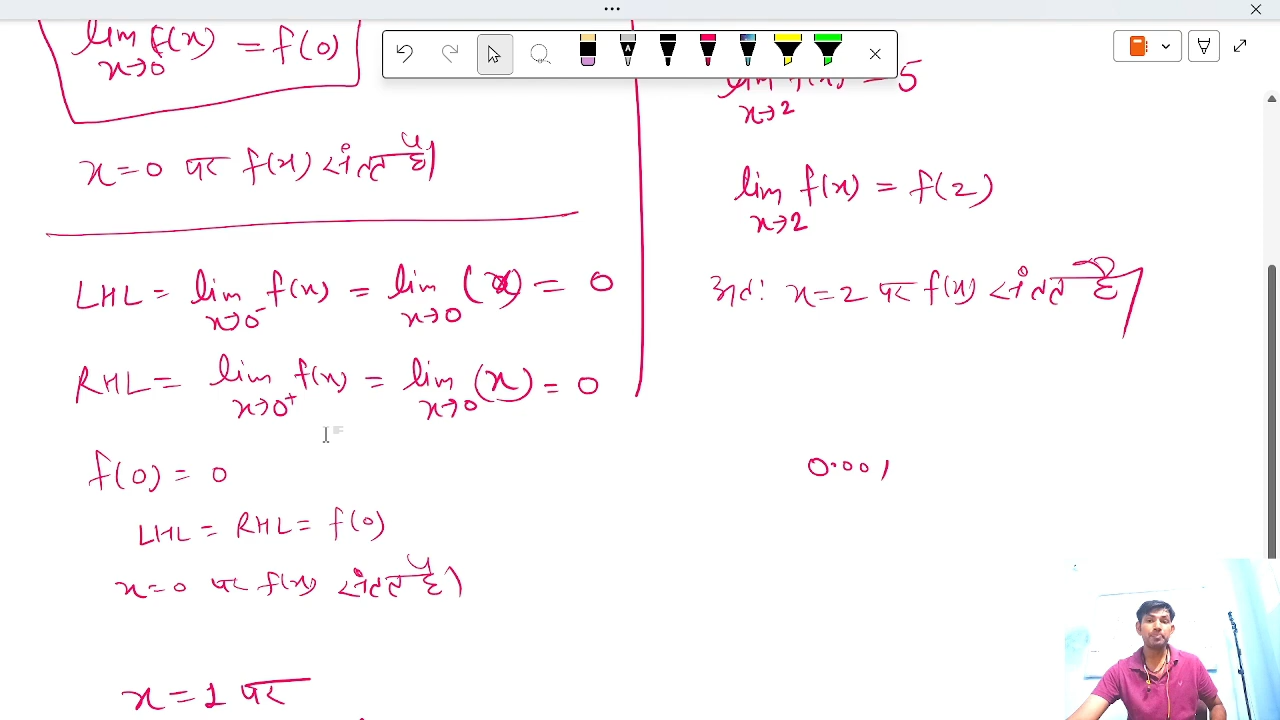 lim f(x) = f(0)
x→0
x=0 पर f(x) संतत है।
LHL = lim f(x) = lim (x) = 0
x→0⁻ x→0
RHL = lim f(x) = lim (x) = 0
x→0⁺ x→0
f(0) = 0
LHL = RHL = f(0)
x=0 पर f(x) संतत है।
x=1 पर
lim f(x) = 5
x→2
lim f(x) = f(2)
x→2
अतः x=2 पर f(x) संतत है।
0.001